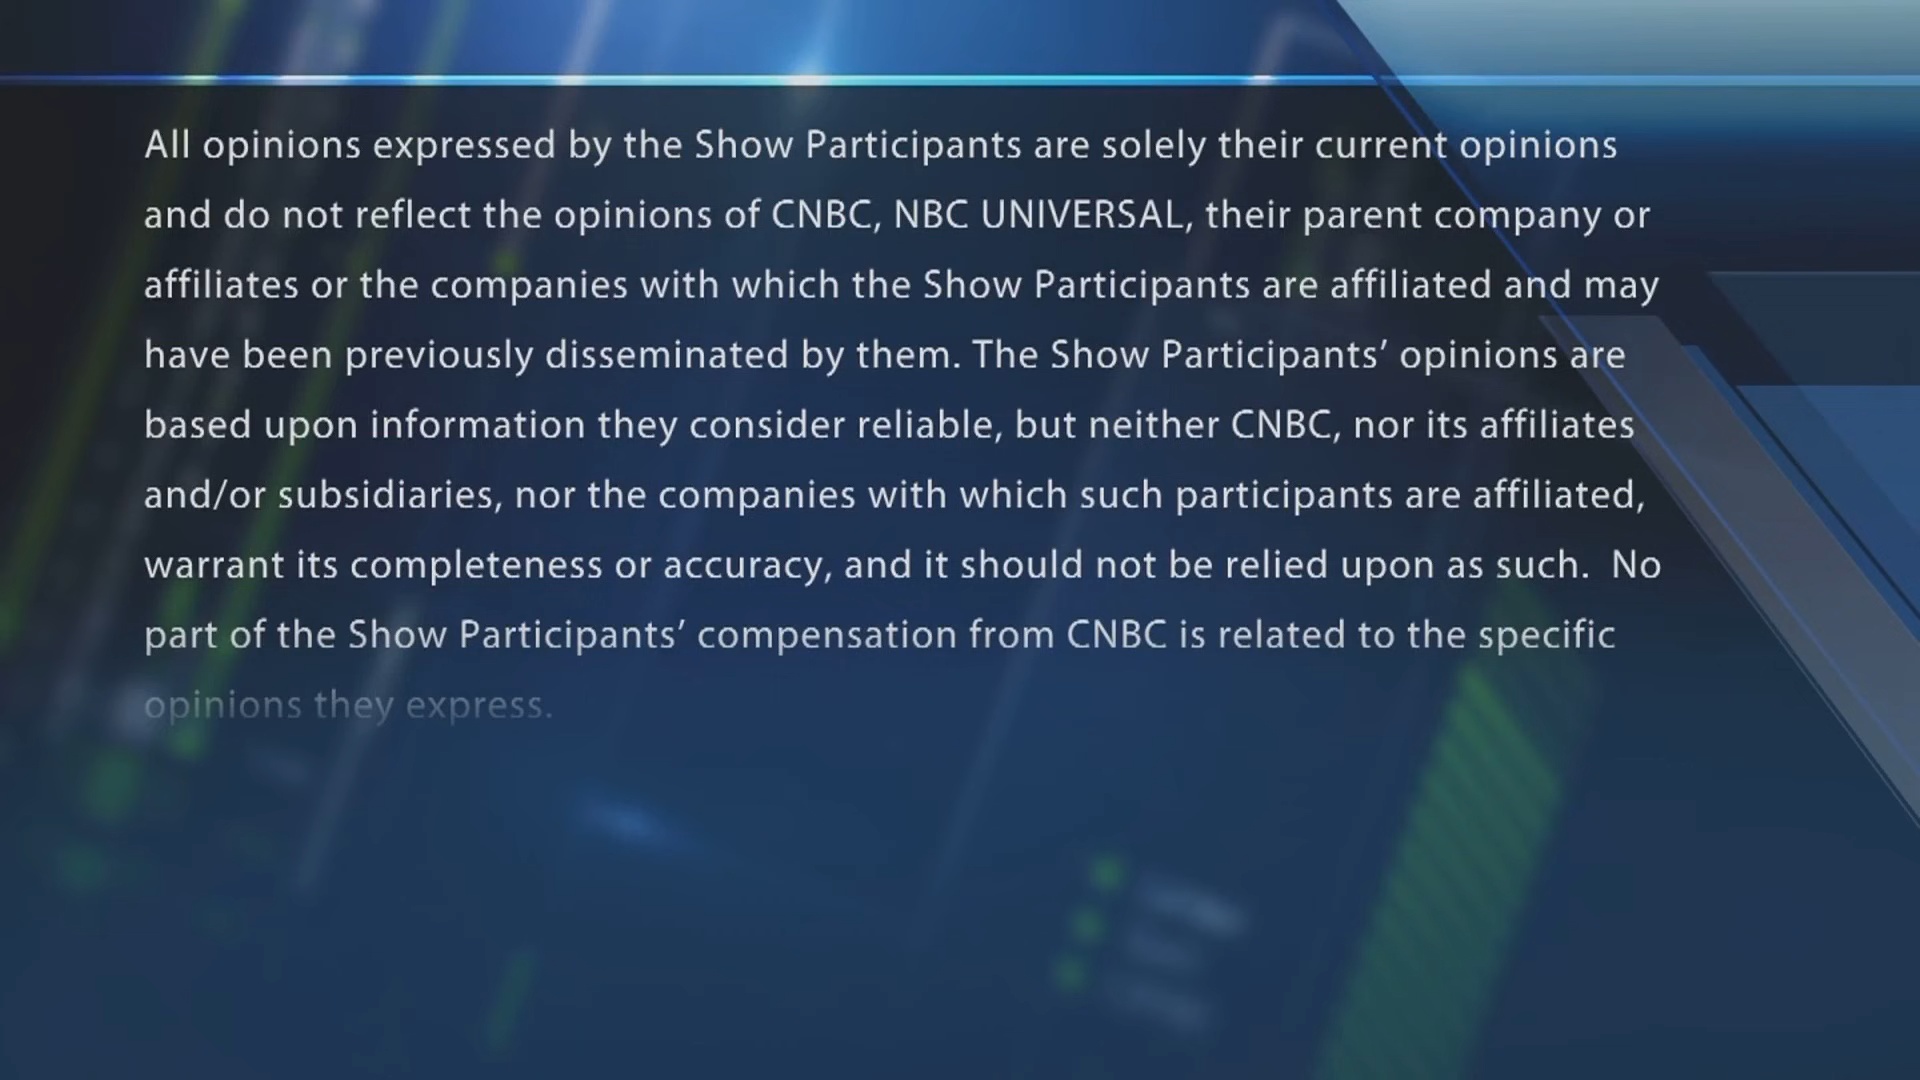 All opinions expressed by the Show Participants are solely their current opinions
and do not reflect the opinions of CNBC, NBC UNIVERSAL, their parent company or
affiliates or the companies with which the Show Participants are affiliated and may
have been previously disseminated by them. The Show Participants’ opinions are
based upon information they consider reliable, but neither CNBC, nor its affiliates
and/or subsidiaries, nor the companies with which such participants are affiliated,
warrant its completeness or accuracy, and it should not be relied upon as such.  No
part of the Show Participants’ compensation from CNBC is related to the specific
opinions they express.